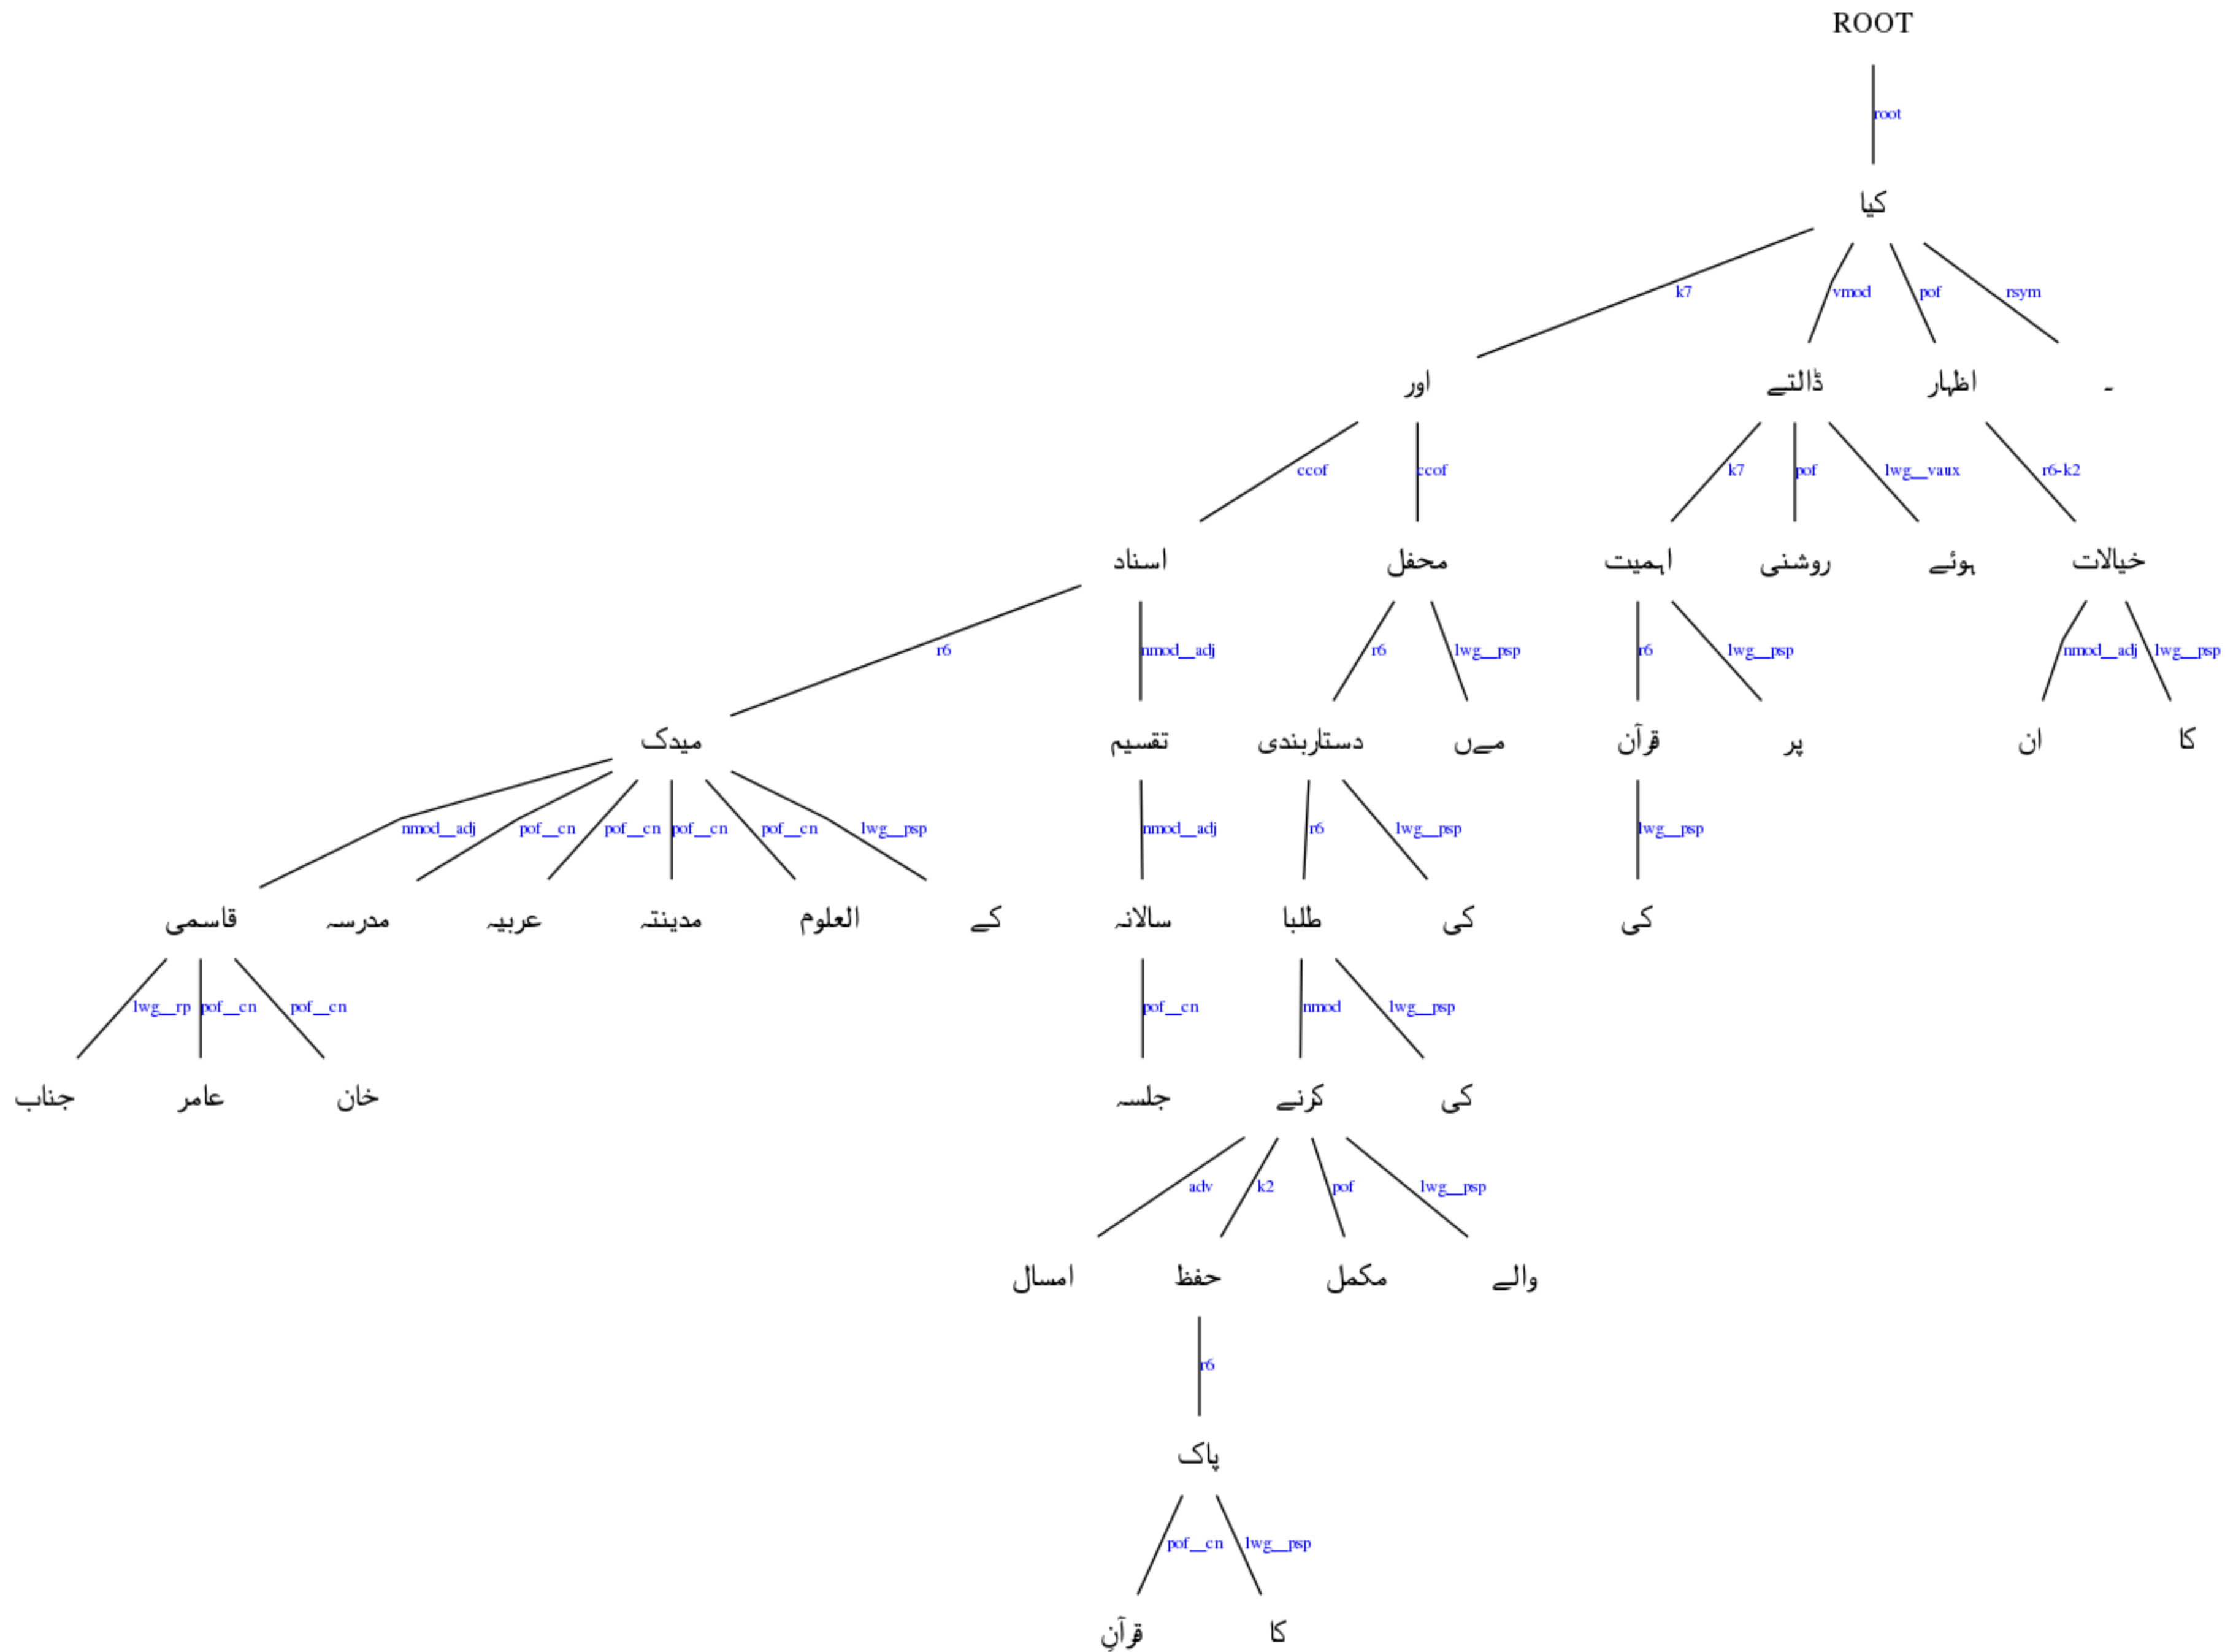 ROOT
root
کیا
k7 vmod pof rsym
اور ڈالتے اظہار ۔
ccof ccof k7 pof lwg__vaux r6-k2
اسناد محفل اہمیت روشنی ہوئے خیالات
r6 nmod__adj r6 lwg__psp r6 lwg__psp nmod__adj lwg__psp
میدک تقسیم دستاربندی مےں قرآن پر ان کا
nmod__adj pof__cn pof__cn pof__cn pof__cn lwg__psp nmod__adj r6 lwg__psp lwg__psp
قاسمی مدرسہ عربیہ مدینتہ العلوم کے سالانہ طلبا کی کی
lwg__rp pof__cn pof__cn pof__cn nmod lwg__psp
جناب عامر خان جلسہ کرنے کی
adv k2 pof lwg__psp
امسال حفظ مکمل والے
r6
پاک
pof__cn lwg__psp
قرآنِ کا